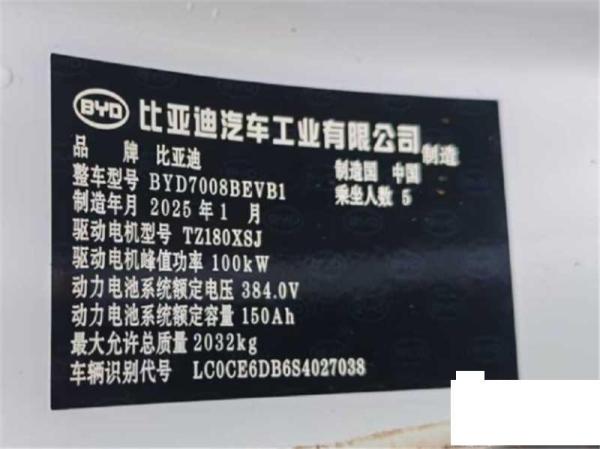 BYD 比亚迪汽车工业有限公司 制造
品 牌 比亚迪 制造国 中国
整车型号 BYD7008BEVB1 乘坐人数 5
制造年月 2025 年 1 月
驱动电机型号 TZ180XSJ
驱动电机峰值功率 100kW
动力电池系统额定电压 384.0V
动力电池系统额定容量 150Ah
最大允许总质量 2032kg
车辆识别代号 LC0CE6DB6S4027038